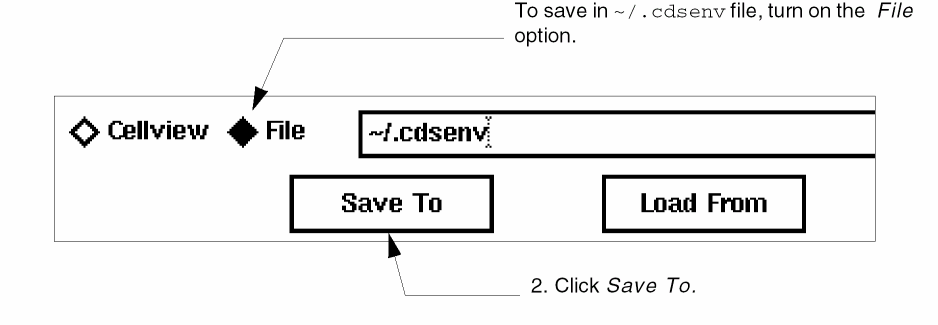 To save in ~/.cdsenv file, turn on the File
option.
Cellview File ~/.cdsenv
Save To Load From
2. Click Save To.